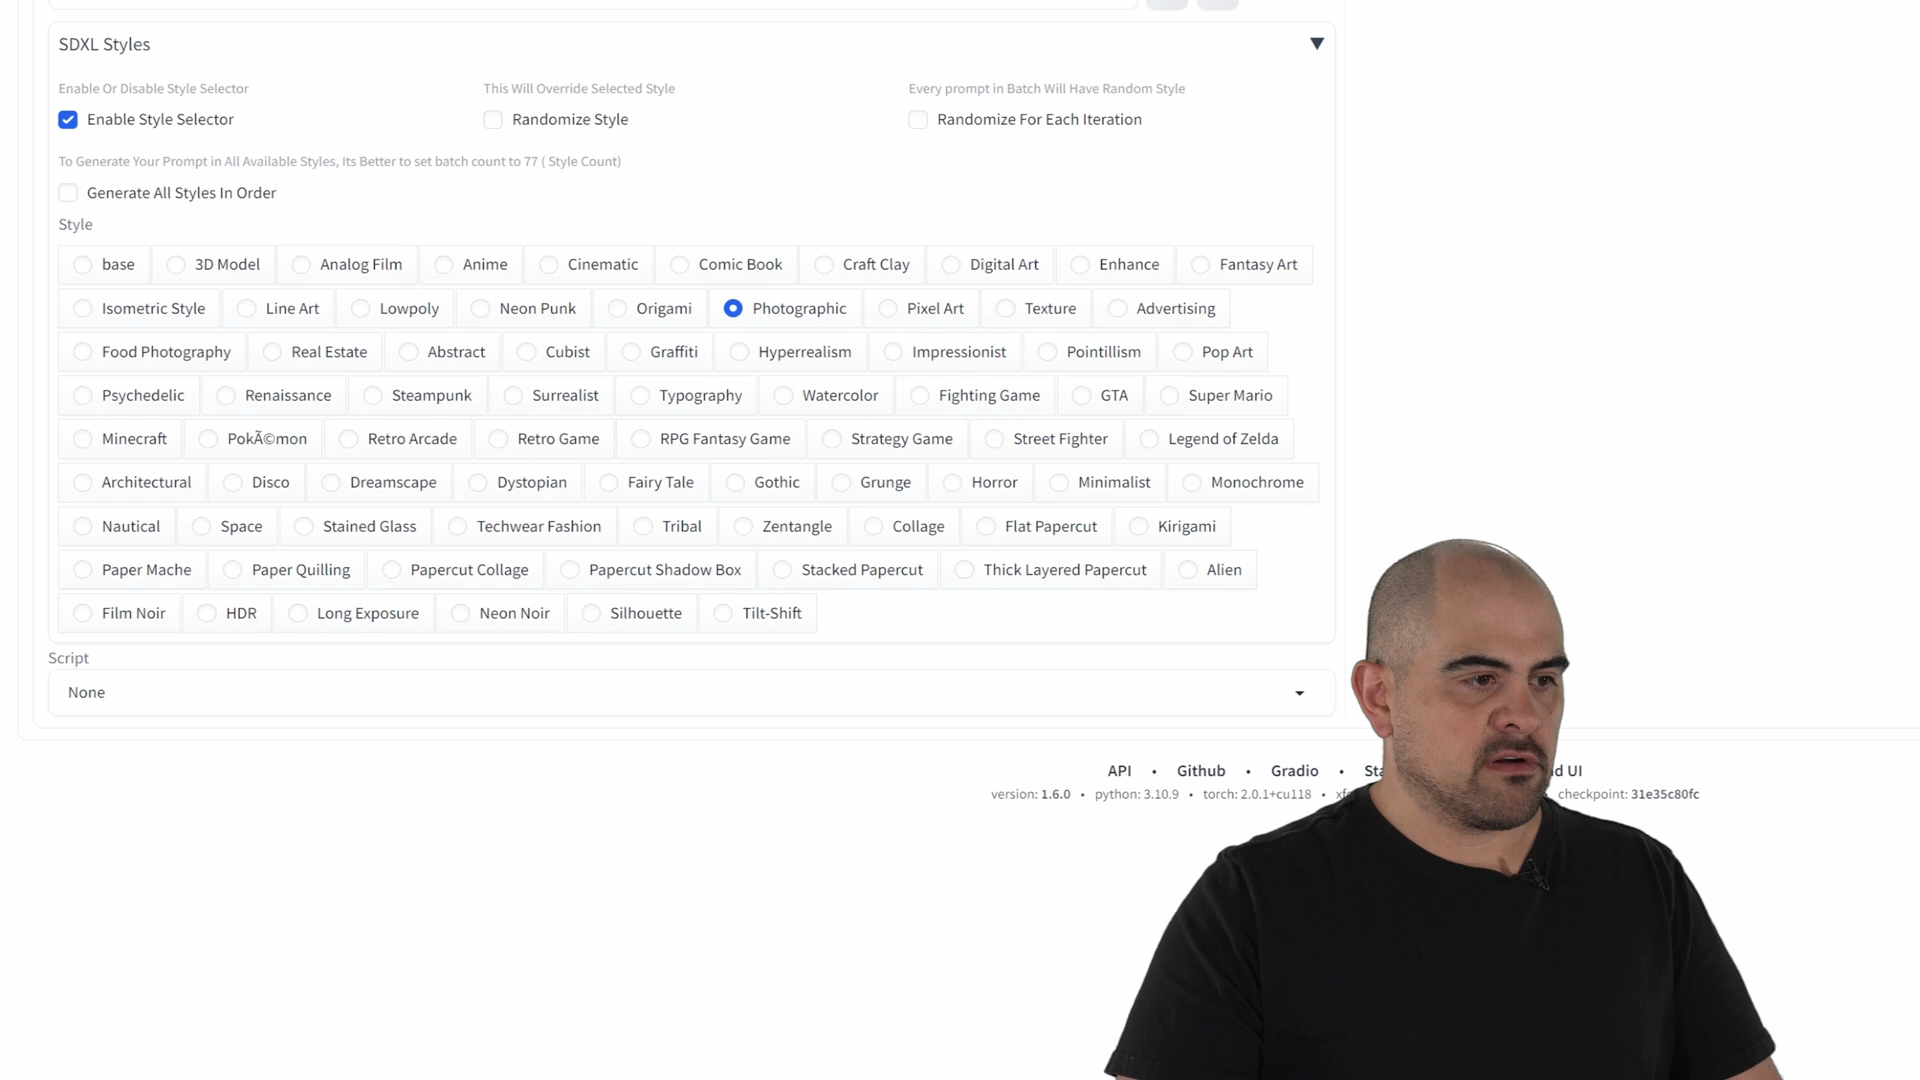 SDXL Styles ▼
Enable Or Disable Style Selector This Will Override Selected Style Every prompt in Batch Will Have Random Style
Enable Style Selector Randomize Style Randomize For Each Iteration
To Generate Your Prompt in All Available Styles, Its Better to set batch count to 77 ( Style Count)
Generate All Styles In Order
Style
base 3D Model Analog Film Anime Cinematic Comic Book Craft Clay Digital Art Enhance Fantasy Art
Isometric Style Line Art Lowpoly Neon Punk Origami Photographic Pixel Art Texture Advertising
Food Photography Real Estate Abstract Cubist Graffiti Hyperrealism Impressionist Pointillism Pop Art
Psychedelic Renaissance Steampunk Surrealist Typography Watercolor Fighting Game GTA Super Mario
Minecraft PokÃ©mon Retro Arcade Retro Game RPG Fantasy Game Strategy Game Street Fighter Legend of Zelda
Architectural Disco Dreamscape Dystopian Fairy Tale Gothic Grunge Horror Minimalist Monochrome
Nautical Space Stained Glass Techwear Fashion Tribal Zentangle Collage Flat Papercut Kirigami
Paper Mache Paper Quilling Papercut Collage Papercut Shadow Box Stacked Papercut Thick Layered Papercut Alien
Film Noir HDR Long Exposure Neon Noir Silhouette Tilt-Shift
Script
None
API • Github • Gradio • UI
version: 1.6.0 • python: 3.10.9 • torch: 2.0.1+cu118 • checkpoint: 31e35c80fc